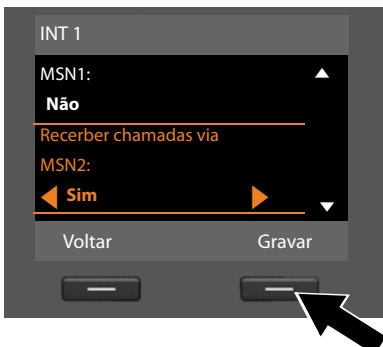 INT 1
MSN1:
Não
Recerber chamadas via
MSN2:
Sim
Voltar Gravar